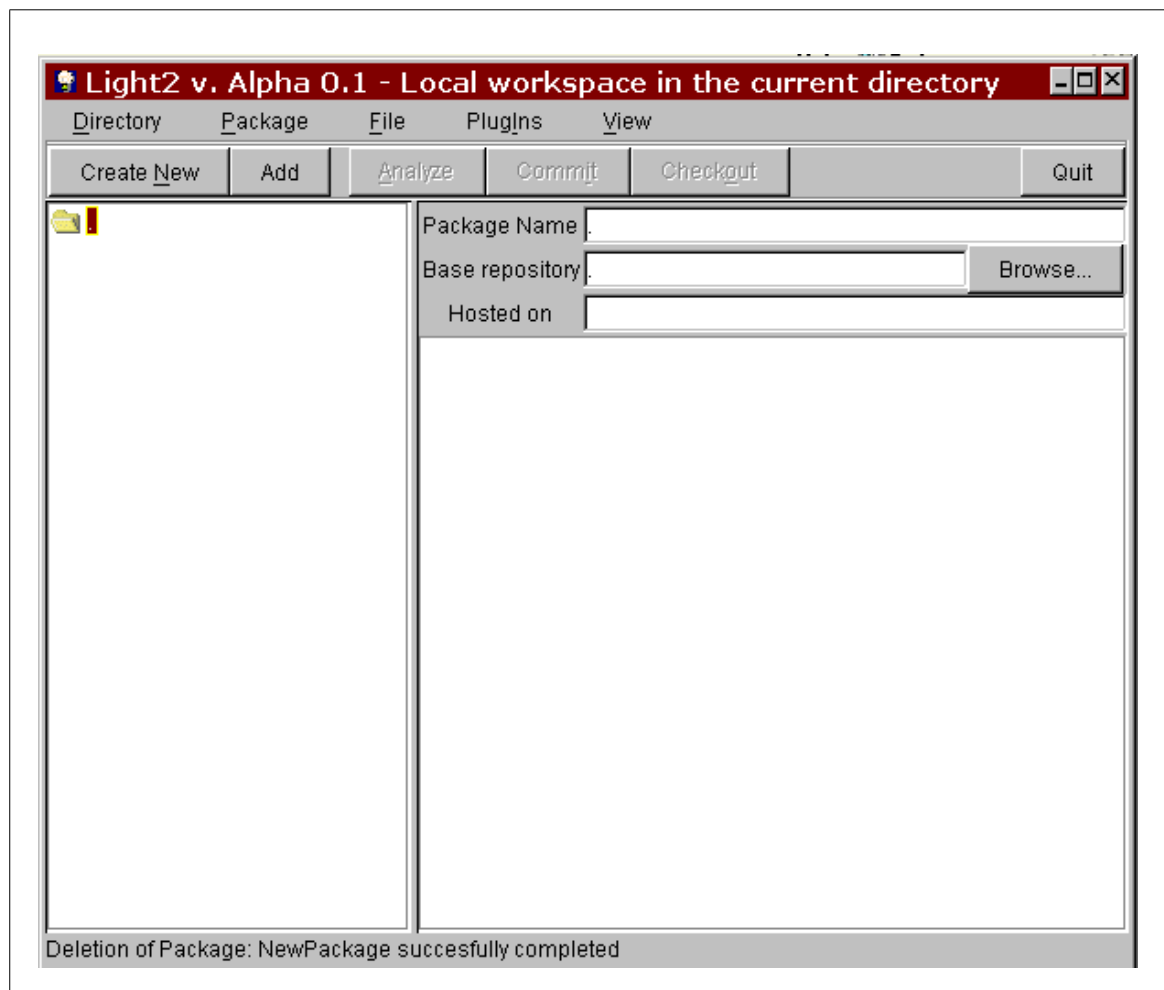 Light2 v. Alpha 0.1 - Local workspace in the current directory
Directory Package File PlugIns View
Create New Add Analyze Commit Checkout Quit
.
Package Name .
Base repository . Browse...
Hosted on
Deletion of Package: NewPackage succesfully completed